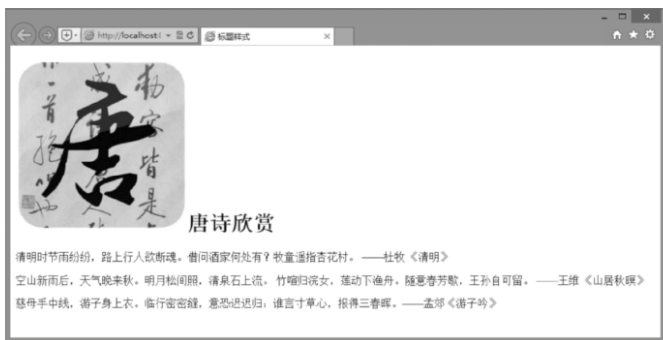 http://localhost:
标题样式
唐
唐诗欣赏
清明时节雨纷纷，路上行人欲断魂。借问酒家何处有？牧童遥指杏花村。 ——杜牧《清明》
空山新雨后，天气晚来秋。明月松间照，清泉石上流。 竹喧归浣女，莲动下渔舟。随意春芳歇，王孙自可留。 ——王维《山居秋暝》
慈母手中线，游子身上衣。临行密密缝，意恐迟迟归；谁言寸草心，报得三春晖。——孟郊《游子吟》